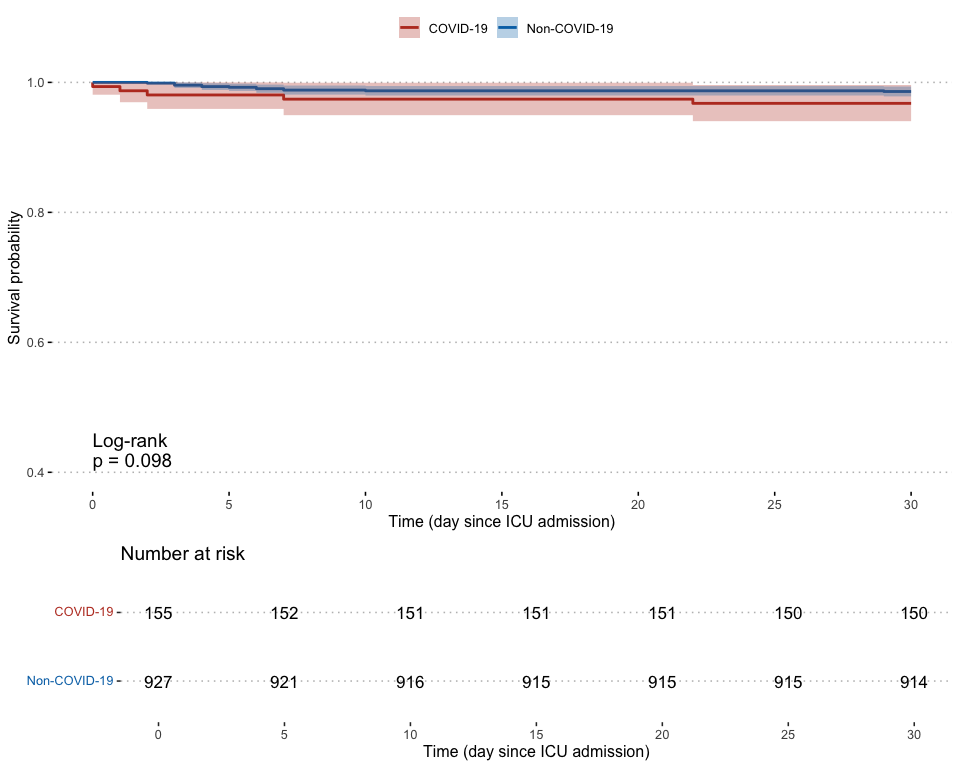 COVID-19 Non-COVID-19
1.0
0.8
0.6
0.4
Survival probability
Log-rank
p = 0.098
0 5 10 15 20 25 30
Time (day since ICU admission)
Number at risk
COVID-19 155 152 151 151 151 150 150
Non-COVID-19 927 921 916 915 915 915 914
0 5 10 15 20 25 30
Time (day since ICU admission)